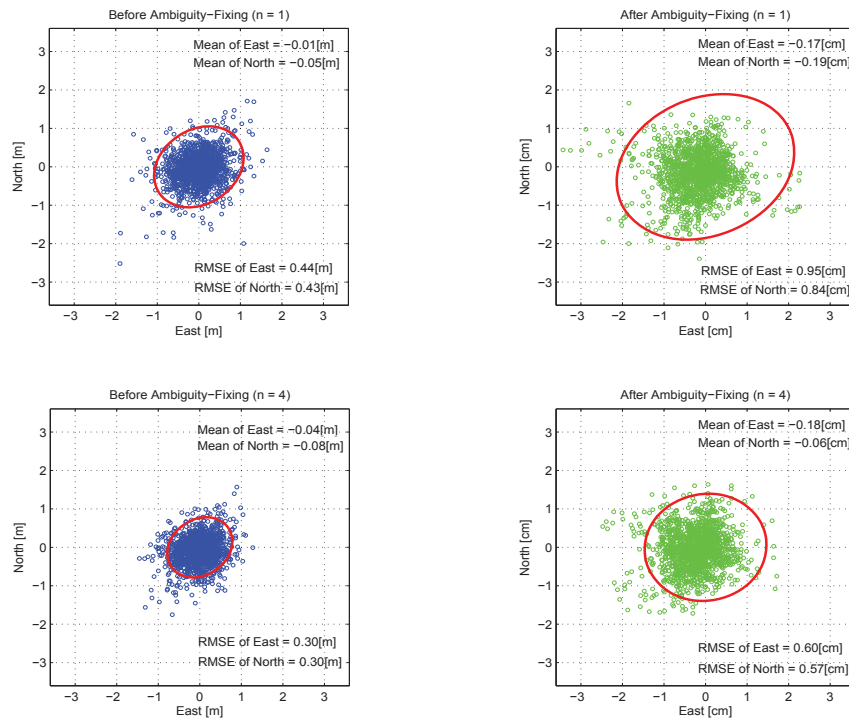 Before Ambiguity−Fixing (n = 1)
Mean of East = −0.01[m]
Mean of North = −0.05[m]
3
2
1
0
−1
−2
−3
North [m]
RMSE of East = 0.44[m]
RMSE of North = 0.43[m]
−3 −2 −1 0 1 2 3
East [m]
After Ambiguity−Fixing (n = 1)
Mean of East = −0.17[cm]
Mean of North = −0.19[cm]
3
2
1
0
−1
−2
−3
North [cm]
RMSE of East = 0.95[cm]
RMSE of North = 0.84[cm]
−3 −2 −1 0 1 2 3
East [cm]
Before Ambiguity−Fixing (n = 4)
Mean of East = −0.04[m]
Mean of North = −0.08[m]
3
2
1
0
−1
−2
−3
North [m]
RMSE of East = 0.30[m]
RMSE of North = 0.30[m]
−3 −2 −1 0 1 2 3
East [m]
After Ambiguity−Fixing (n = 4)
Mean of East = −0.18[cm]
Mean of North = −0.06[cm]
3
2
1
0
−1
−2
−3
North [cm]
RMSE of East = 0.60[cm]
RMSE of North = 0.57[cm]
−3 −2 −1 0 1 2 3
East [cm]